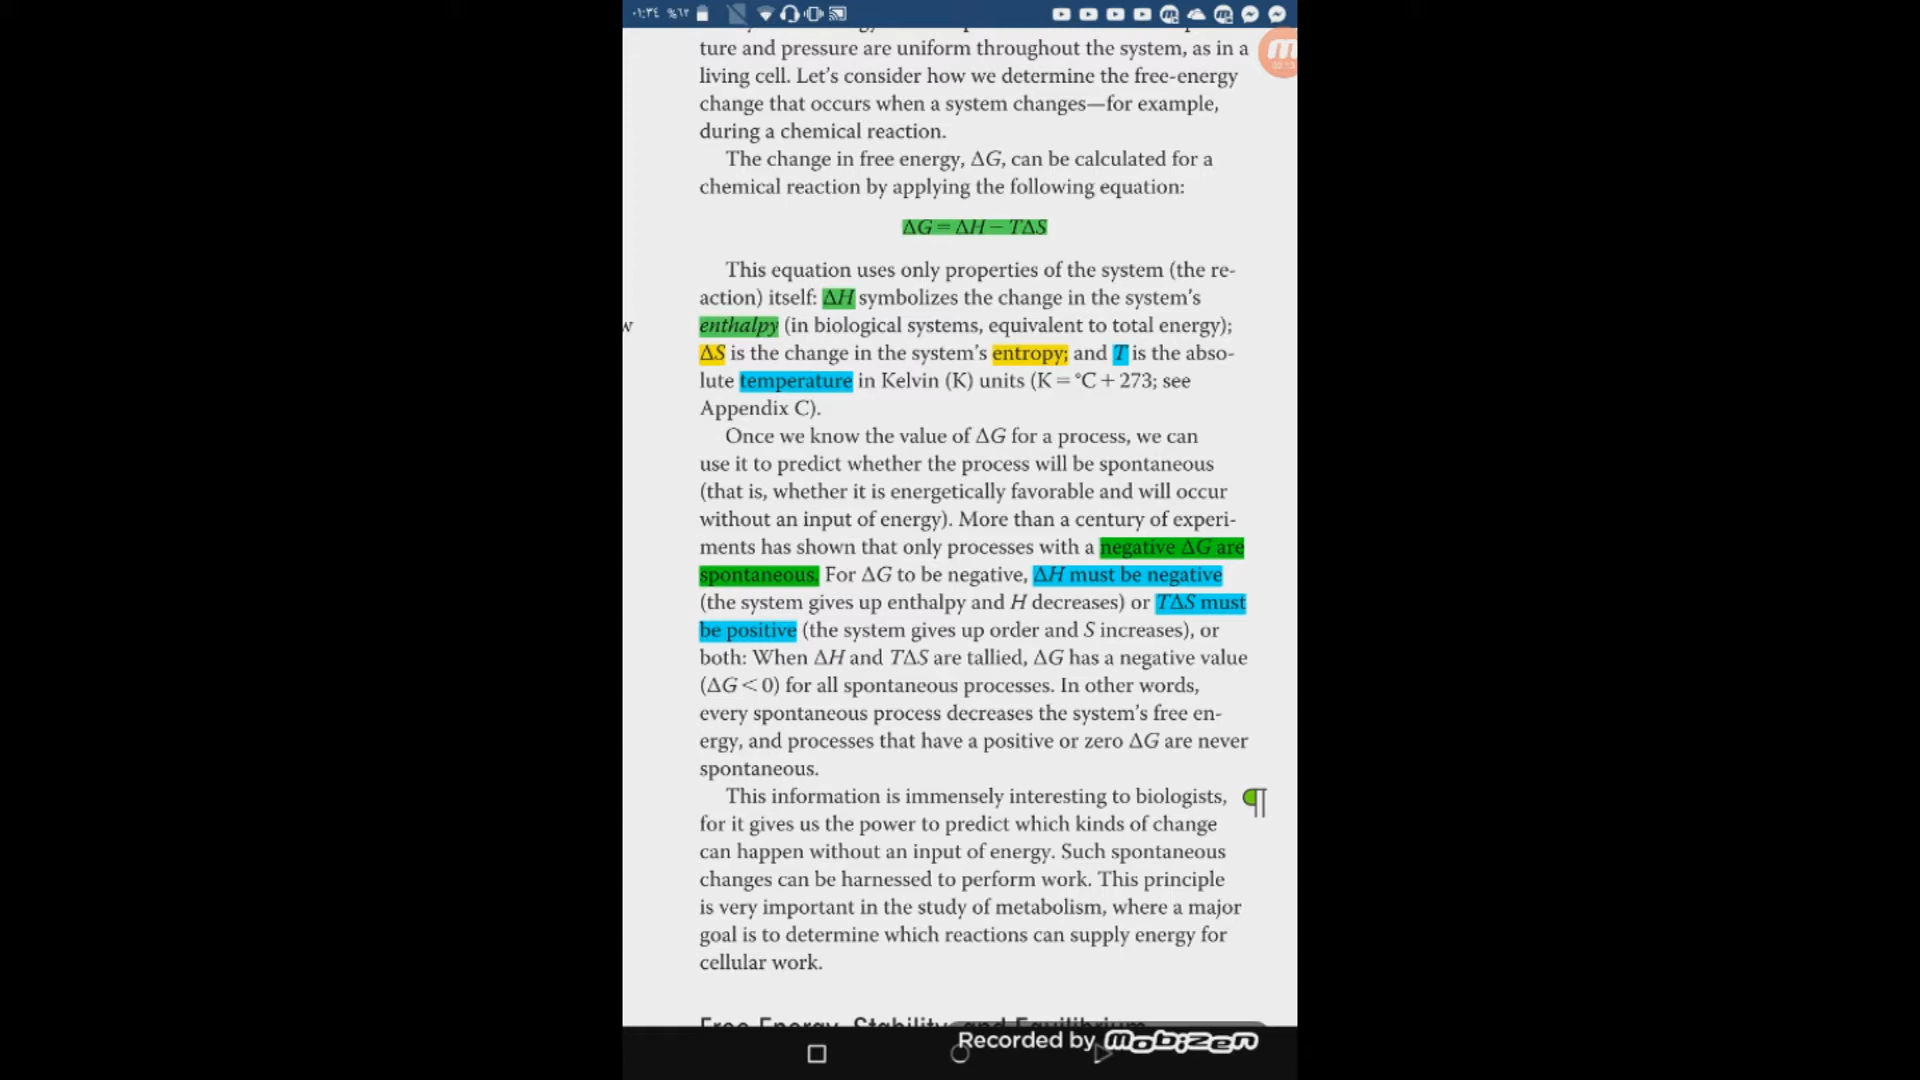 ٠١:٣٤ %٦٢
ture and pressure are uniform throughout the system, as in a
living cell. Let’s consider how we determine the free-energy
change that occurs when a system changes—for example,
during a chemical reaction.
The change in free energy, ΔG, can be calculated for a
chemical reaction by applying the following equation:
ΔG = ΔH − TΔS
This equation uses only properties of the system (the re-
action) itself: ΔH symbolizes the change in the system’s
w
enthalpy (in biological systems, equivalent to total energy);
ΔS is the change in the system’s entropy; and T is the abso-
lute temperature in Kelvin (K) units (K = °C + 273; see
Appendix C).
Once we know the value of ΔG for a process, we can
use it to predict whether the process will be spontaneous
(that is, whether it is energetically favorable and will occur
without an input of energy). More than a century of experi-
ments has shown that only processes with a negative ΔG are
spontaneous. For ΔG to be negative, ΔH must be negative
(the system gives up enthalpy and H decreases) or TΔS must
be positive (the system gives up order and S increases), or
both: When ΔH and TΔS are tallied, ΔG has a negative value
(ΔG < 0) for all spontaneous processes. In other words,
every spontaneous process decreases the system’s free en-
ergy, and processes that have a positive or zero ΔG are never
spontaneous.
This information is immensely interesting to biologists,
for it gives us the power to predict which kinds of change
can happen without an input of energy. Such spontaneous
changes can be harnessed to perform work. This principle
is very important in the study of metabolism, where a major
goal is to determine which reactions can supply energy for
cellular work.
Free Energy, Stability, and Equilibrium
Recorded by mobizen